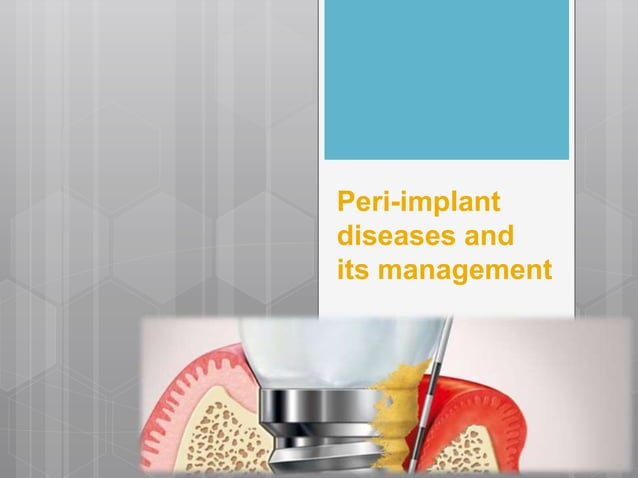 Peri-implant
diseases and
its management